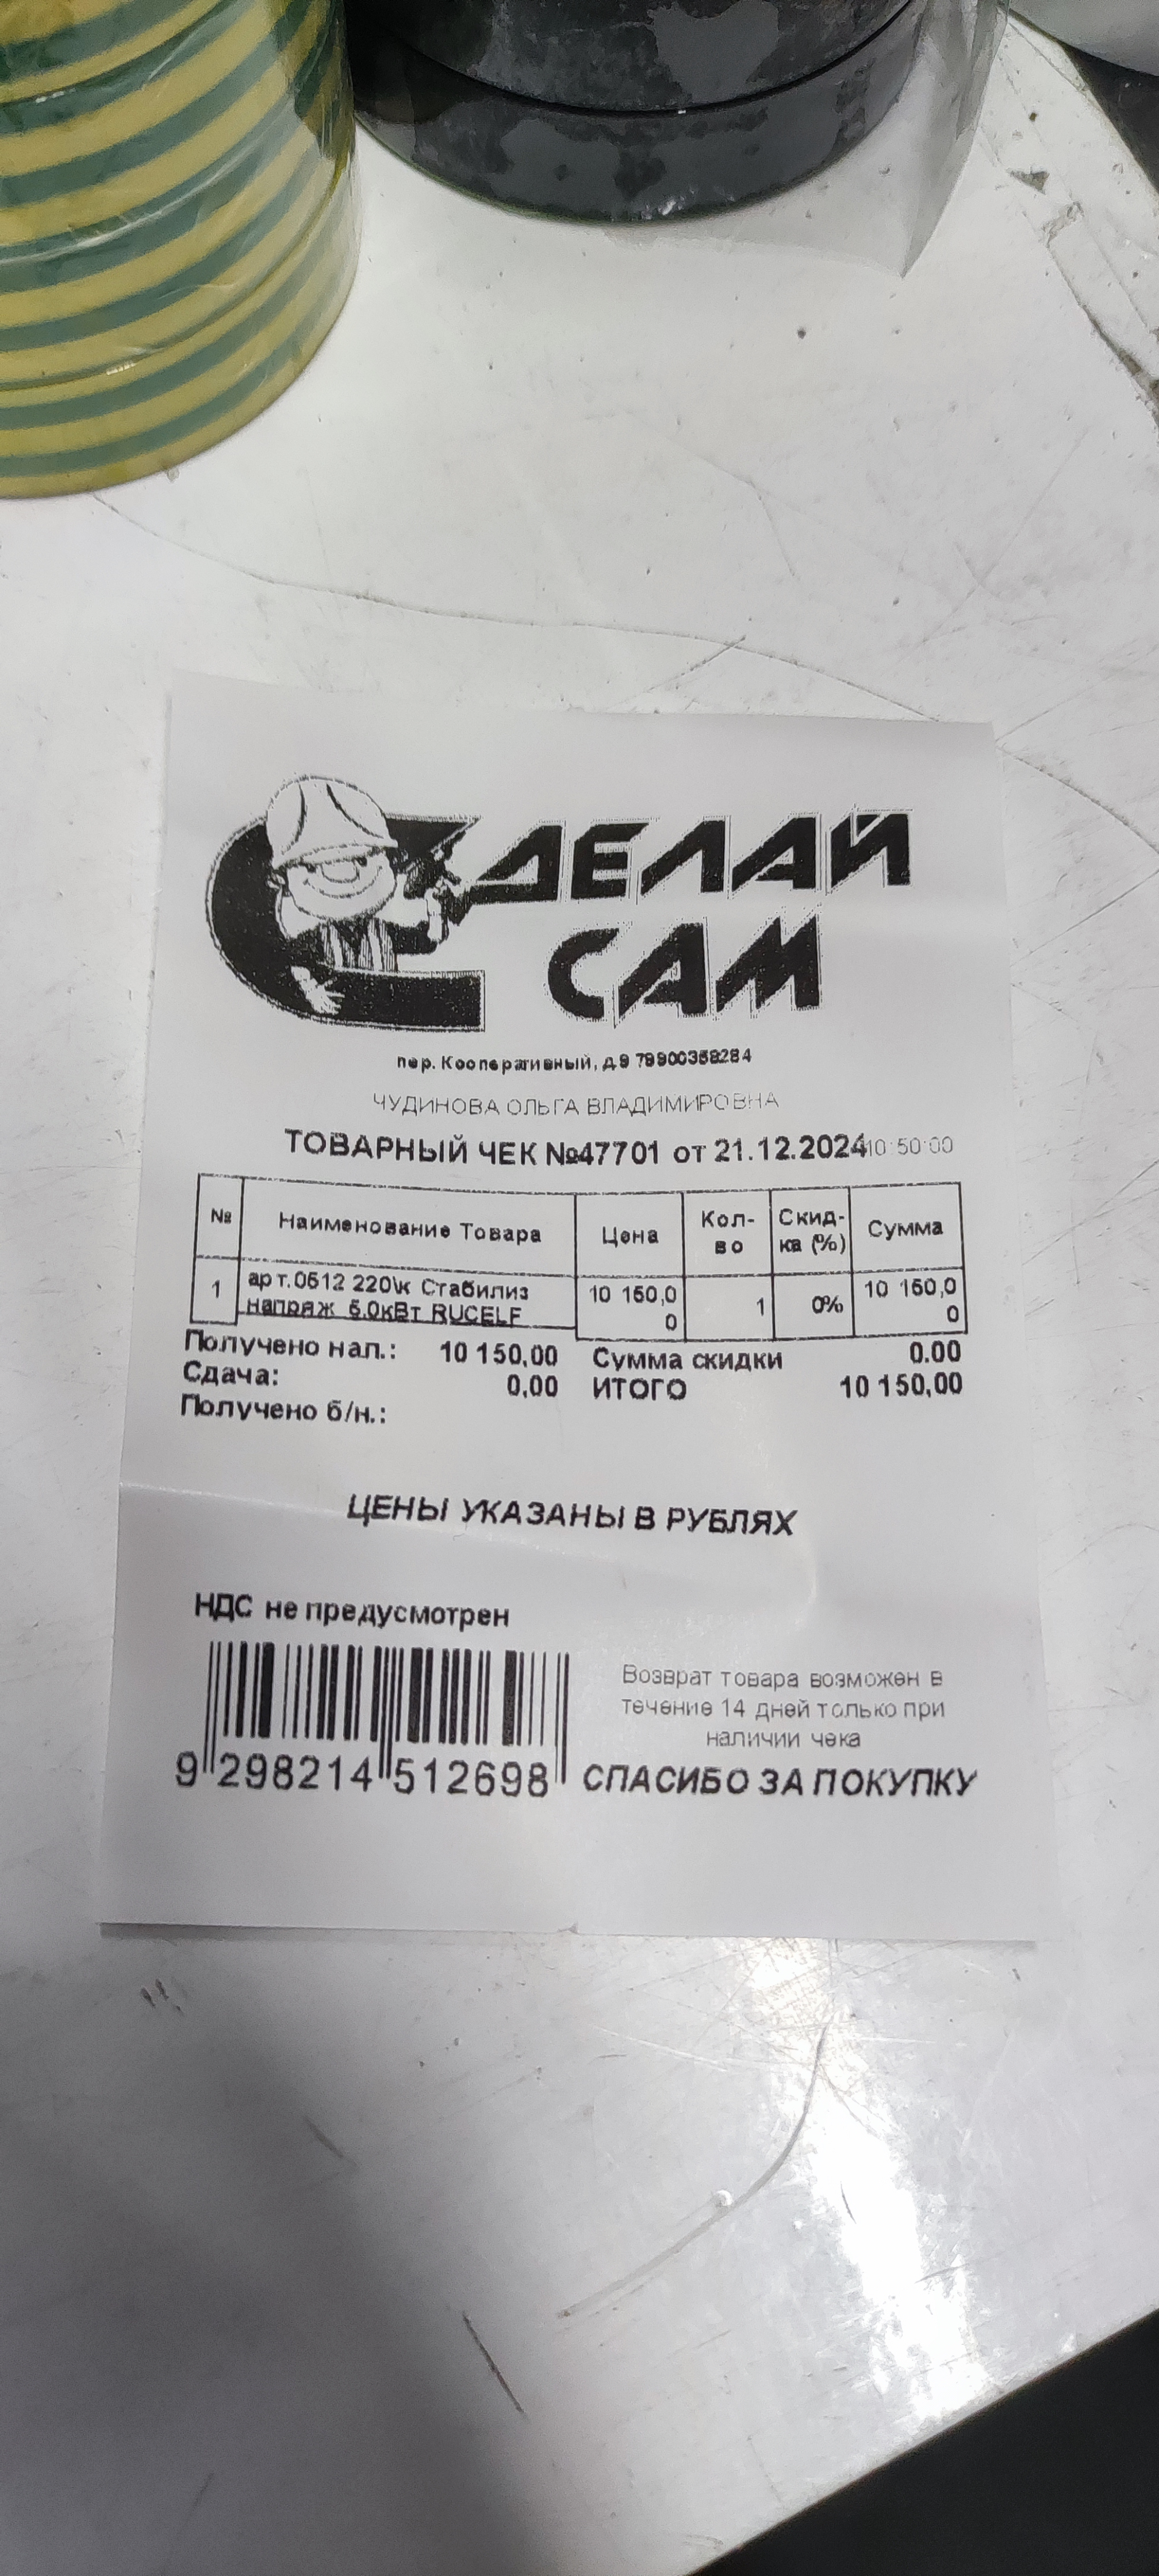 СДЕЛАЙ
САМ
пер. Кооперативный, д.9 79900358284
ЧУДИНОВА ОЛЬГА ВЛАДИМИРОВНА
ТОВАРНЫЙ ЧЕК №47701 от 21.12.2024 10:50:00
№ Наименование Товара Цена Кол-во Скид-ка (%) Сумма
1 арт.0512 220\к Стабилиз 10 150,0 1 0% 10 150,0
напряж 5.0кВт RUCELF 0 0
Получено нал.: 10 150,00 Сумма скидки 0.00
Сдача: 0,00 ИТОГО 10 150,00
Получено б/н.:
ЦЕНЫ УКАЗАНЫ В РУБЛЯХ
НДС не предусмотрен
Возврат товара возможен в
течение 14 дней только при
наличии чека
9 298214 512698 СПАСИБО ЗА ПОКУПКУ